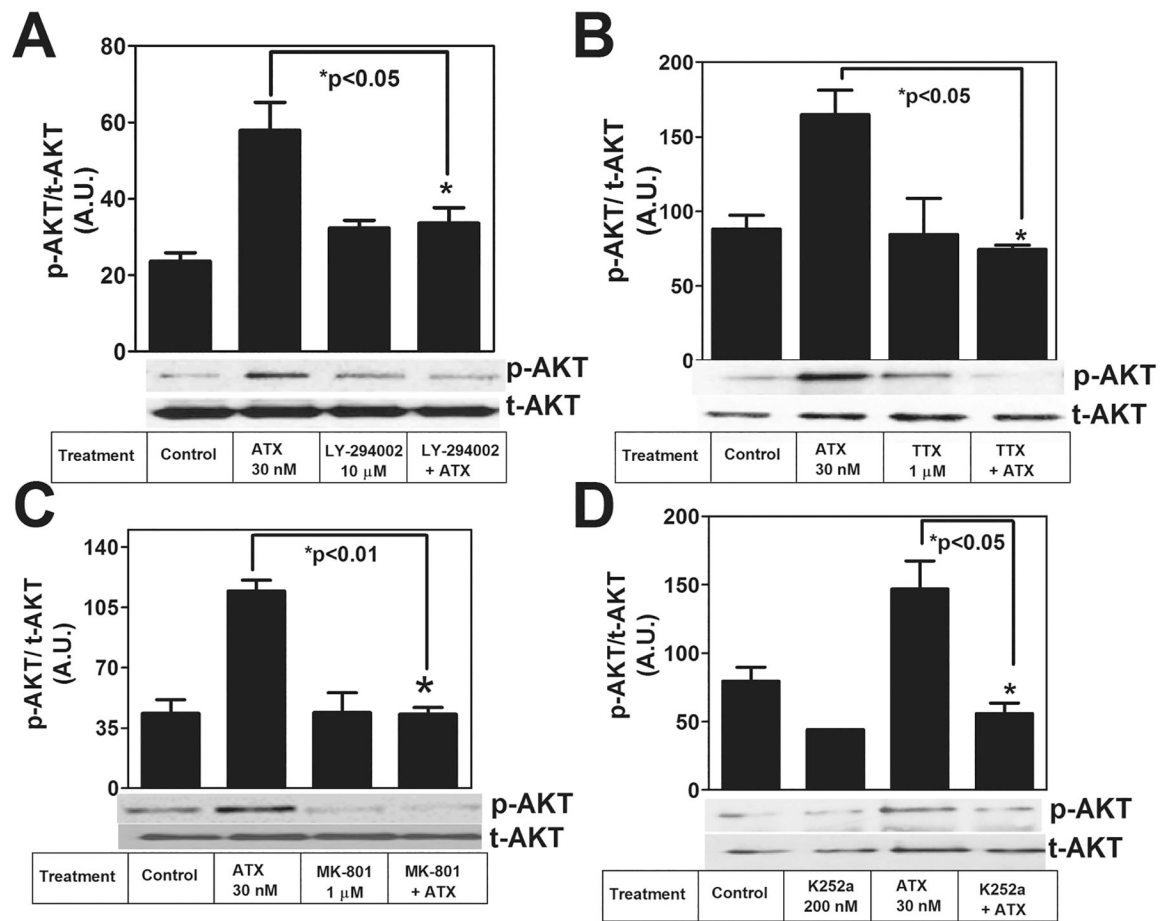 A
p-AKT/t-AKT
(A.U.)
80
60
40
20
0
*p<0.05
*
p-AKT
t-AKT
Treatment Control ATX LY-294002 LY-294002
30 nM 10 μM + ATX
B
p-AKT/ t-AKT
(A.U.)
200
150
100
50
0
*p<0.05
*
p-AKT
t-AKT
Treatment Control ATX TTX TTX
30 nM 1 μM + ATX
C
p-AKT/ t-AKT
(A.U.)
140
105
70
35
0
*p<0.01
*
p-AKT
t-AKT
Treatment Control ATX MK-801 MK-801
30 nM 1 μM + ATX
D
p-AKT/t-AKT
(A.U.)
200
150
100
50
0
*p<0.05
*
p-AKT
t-AKT
Treatment Control K252a ATX K252a
200 nM 30 nM + ATX